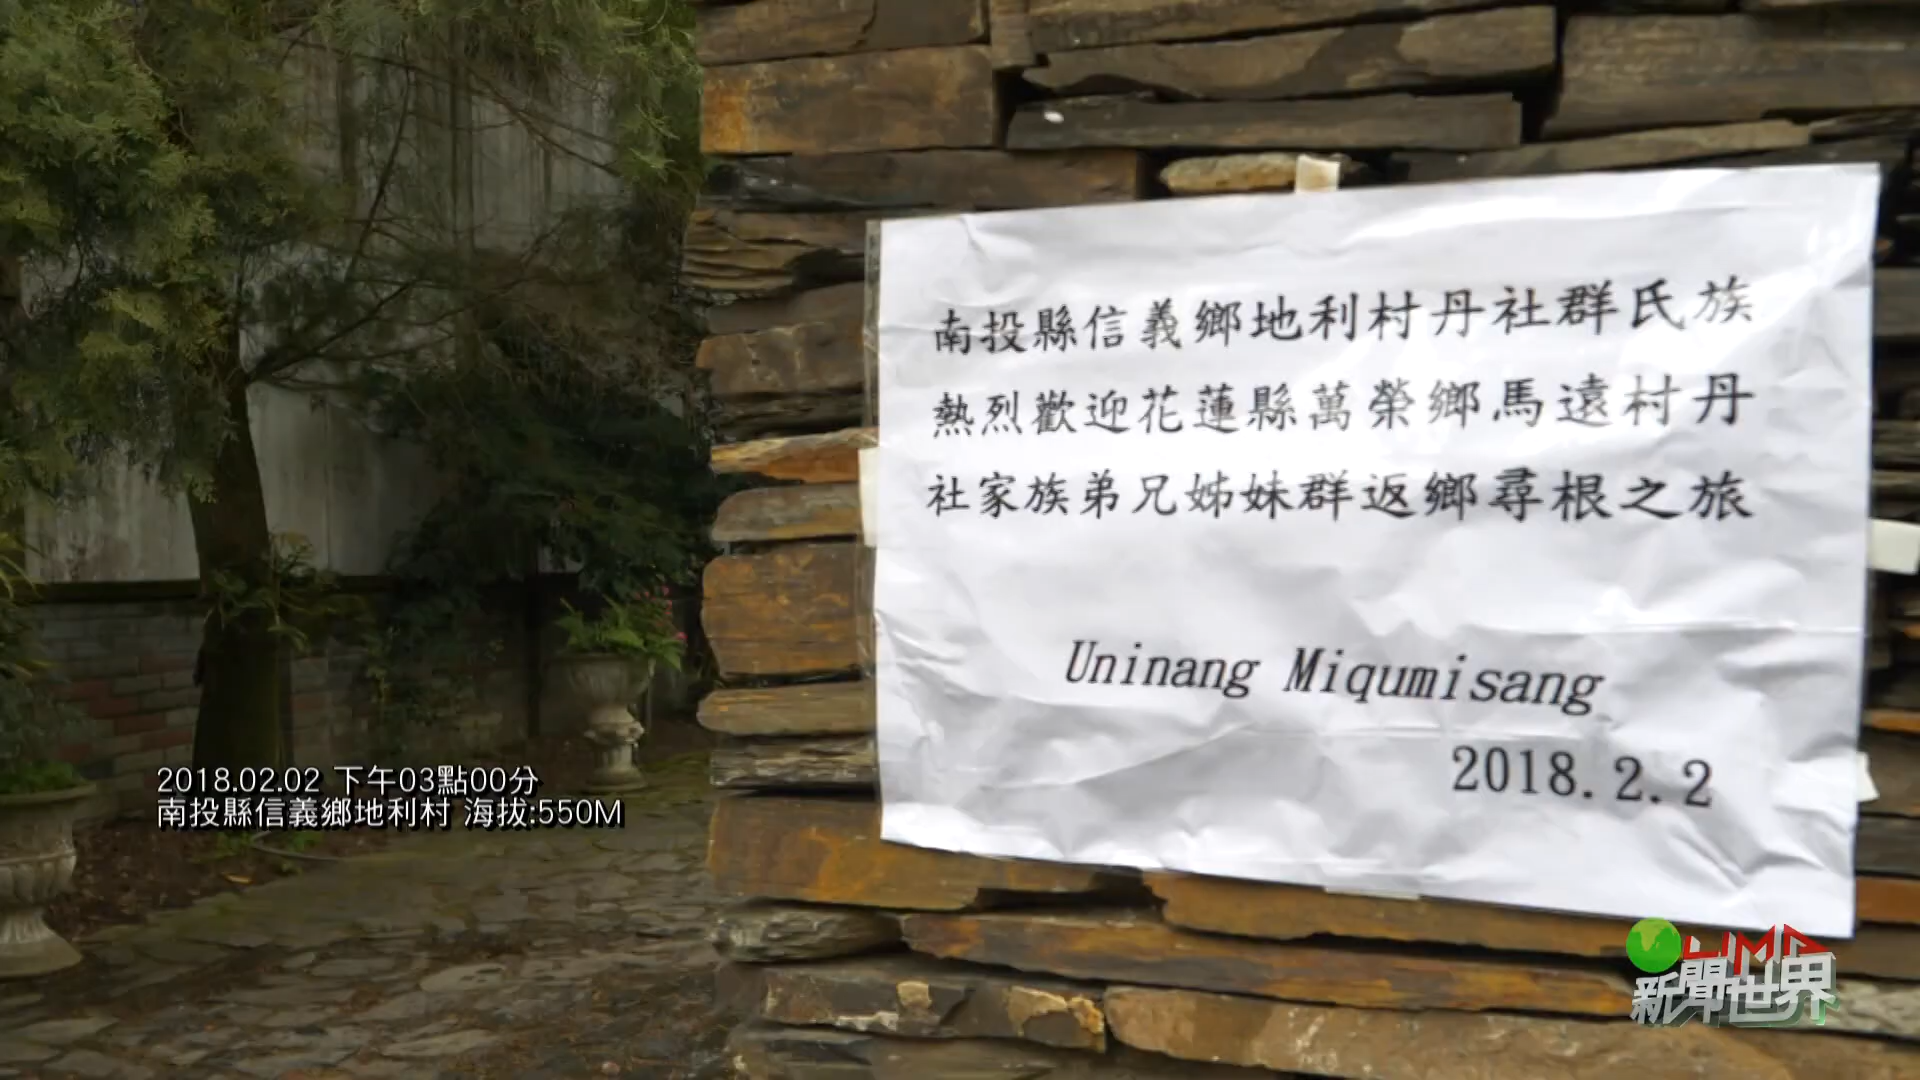 南投縣信義鄉地利村丹社群氏族
熱烈歡迎花蓮縣萬榮鄉馬遠村丹
社家族弟兄姊妹群返鄉尋根之旅
Uninang Miqumisang
2018.2.2
2018.02.02 下午03點00分
南投縣信義鄉地利村 海拔:550M
LIMA
新聞世界